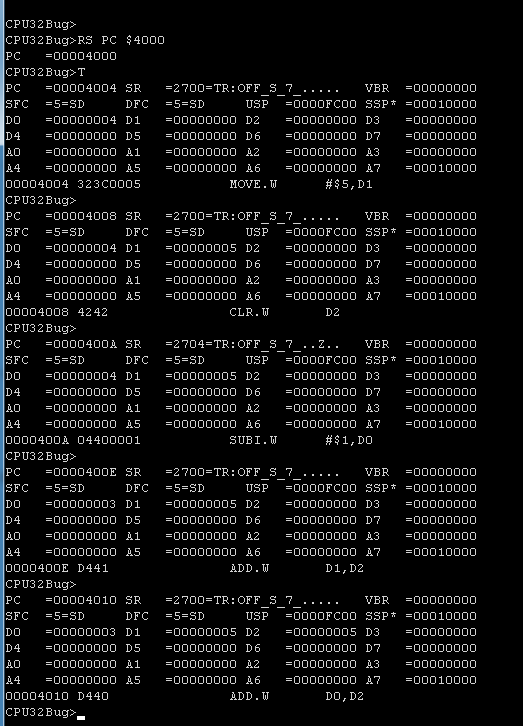 CPU32Bug>
CPU32Bug>RS PC $4000
PC   =00004000
CPU32Bug>T
PC   =00004004 SR   =2700=TR:OFF_S_7_.....   VBR  =00000000
SFC  =5=SD     DFC  =5=SD     USP  =0000FC00 SSP* =00010000
D0   =00000004 D1   =00000000 D2   =00000000 D3   =00000000
D4   =00000000 D5   =00000000 D6   =00000000 D7   =00000000
A0   =00000000 A1   =00000000 A2   =00000000 A3   =00000000
A4   =00000000 A5   =00000000 A6   =00000000 A7   =00010000
00004004 323C0005            MOVE.W      #$5,D1
CPU32Bug>
PC   =00004008 SR   =2700=TR:OFF_S_7_.....   VBR  =00000000
SFC  =5=SD     DFC  =5=SD     USP  =0000FC00 SSP* =00010000
D0   =00000004 D1   =00000005 D2   =00000000 D3   =00000000
D4   =00000000 D5   =00000000 D6   =00000000 D7   =00000000
A0   =00000000 A1   =00000000 A2   =00000000 A3   =00000000
A4   =00000000 A5   =00000000 A6   =00000000 A7   =00010000
00004008 4242                CLR.W       D2
CPU32Bug>
PC   =0000400A SR   =2704=TR:OFF_S_7_..Z..   VBR  =00000000
SFC  =5=SD     DFC  =5=SD     USP  =0000FC00 SSP* =00010000
D0   =00000004 D1   =00000005 D2   =00000000 D3   =00000000
D4   =00000000 D5   =00000000 D6   =00000000 D7   =00000000
A0   =00000000 A1   =00000000 A2   =00000000 A3   =00000000
A4   =00000000 A5   =00000000 A6   =00000000 A7   =00010000
0000400A 04400001            SUBI.W      #$1,D0
CPU32Bug>
PC   =0000400E SR   =2700=TR:OFF_S_7_.....   VBR  =00000000
SFC  =5=SD     DFC  =5=SD     USP  =0000FC00 SSP* =00010000
D0   =00000003 D1   =00000005 D2   =00000000 D3   =00000000
D4   =00000000 D5   =00000000 D6   =00000000 D7   =00000000
A0   =00000000 A1   =00000000 A2   =00000000 A3   =00000000
A4   =00000000 A5   =00000000 A6   =00000000 A7   =00010000
0000400E D441                ADD.W       D1,D2
CPU32Bug>
PC   =00004010 SR   =2700=TR:OFF_S_7_.....   VBR  =00000000
SFC  =5=SD     DFC  =5=SD     USP  =0000FC00 SSP* =00010000
D0   =00000003 D1   =00000005 D2   =00000005 D3   =00000000
D4   =00000000 D5   =00000000 D6   =00000000 D7   =00000000
A0   =00000000 A1   =00000000 A2   =00000000 A3   =00000000
A4   =00000000 A5   =00000000 A6   =00000000 A7   =00010000
00004010 D440                ADD.W       D0,D2
CPU32Bug>